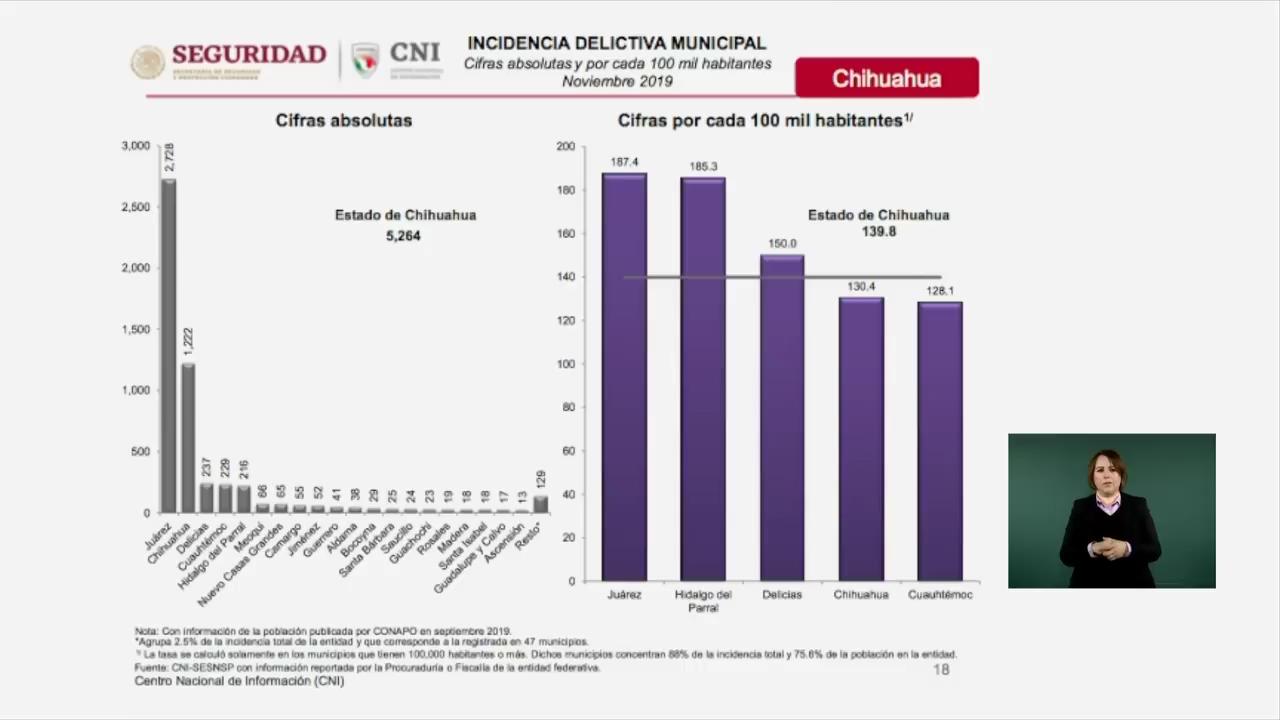 SEGURIDAD
SECRETARÍA DE SEGURIDAD
Y PROTECCIÓN CIUDADANA
CNI
CENTRO NACIONAL
DE INFORMACIÓN
INCIDENCIA DELICTIVA MUNICIPAL
Cifras absolutas y por cada 100 mil habitantes
Noviembre 2019
Chihuahua
Cifras absolutas
3,000
2,500
2,000
1,500
1,000
500
0
Estado de Chihuahua
5,264
2,728
1,222
237
229
216
66
65
55
52
41
38
29
25
24
23
19
18
18
17
13
129
Juárez
Chihuahua
Delicias
Cuauhtémoc
Hidalgo del Parral
Meoqui
Nuevo Casas Grandes
Camargo
Jiménez
Guerrero
Aldama
Bocoyna
Santa Bárbara
Saucillo
Guachochi
Rosales
Madera
Santa Isabel
Guadalupe y Calvo
Ascensión
Resto*
Cifras por cada 100 mil habitantes1/
200
180
160
140
120
100
80
60
40
20
0
187.4
185.3
150.0
130.4
128.1
Estado de Chihuahua
139.8
Juárez
Hidalgo del
Parral
Delicias
Chihuahua
Cuauhtémoc
Nota: Con información de la población publicada por CONAPO en septiembre 2019.
*Agrupa 2.5% de la incidencia total de la entidad y que corresponde a la registrada en 47 municipios.
1/ La tasa se calculó solamente en los municipios que tienen 100,000 habitantes o más. Dichos municipios concentran 88% de la incidencia total y 75.6% de la población en la entidad.
Fuente: CNI-SESNSP con información reportada por la Procuraduría o Fiscalía de la entidad federativa.
Centro Nacional de Información (CNI)
18